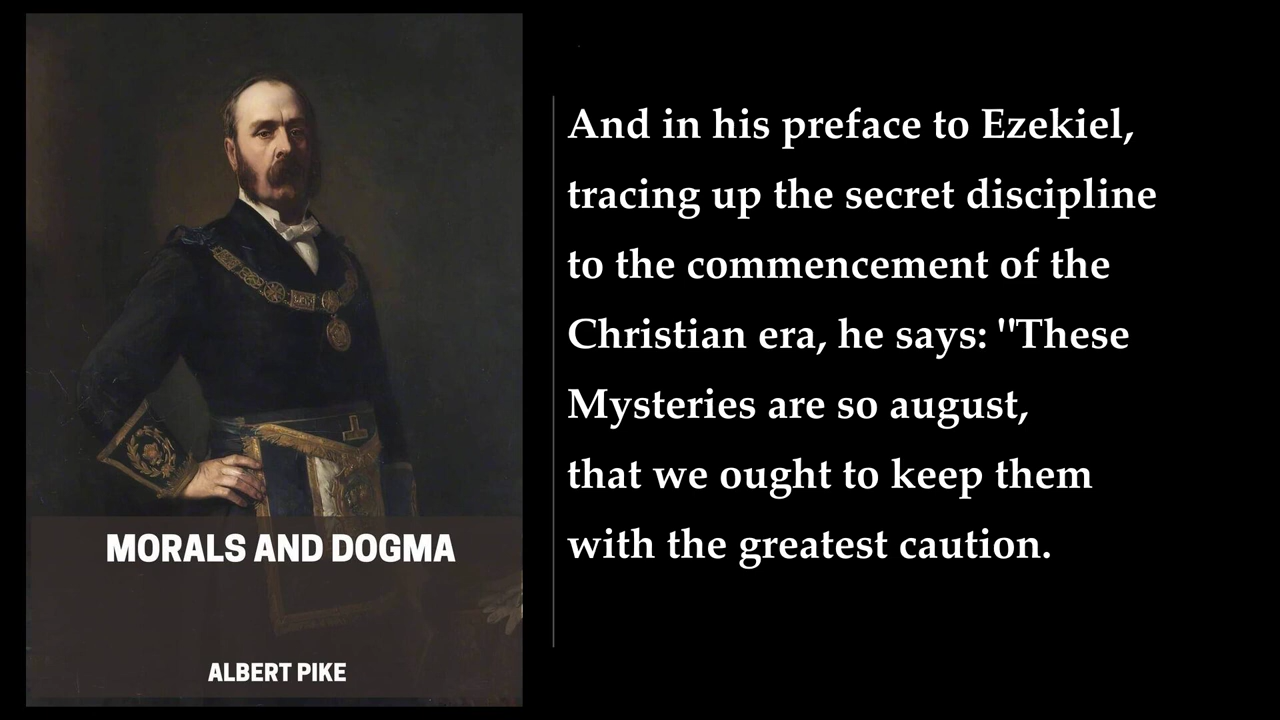 MORALS AND DOGMA
ALBERT PIKE
And in his preface to Ezekiel,
tracing up the secret discipline
to the commencement of the
Christian era, he says: "These
Mysteries are so august,
that we ought to keep them
with the greatest caution.